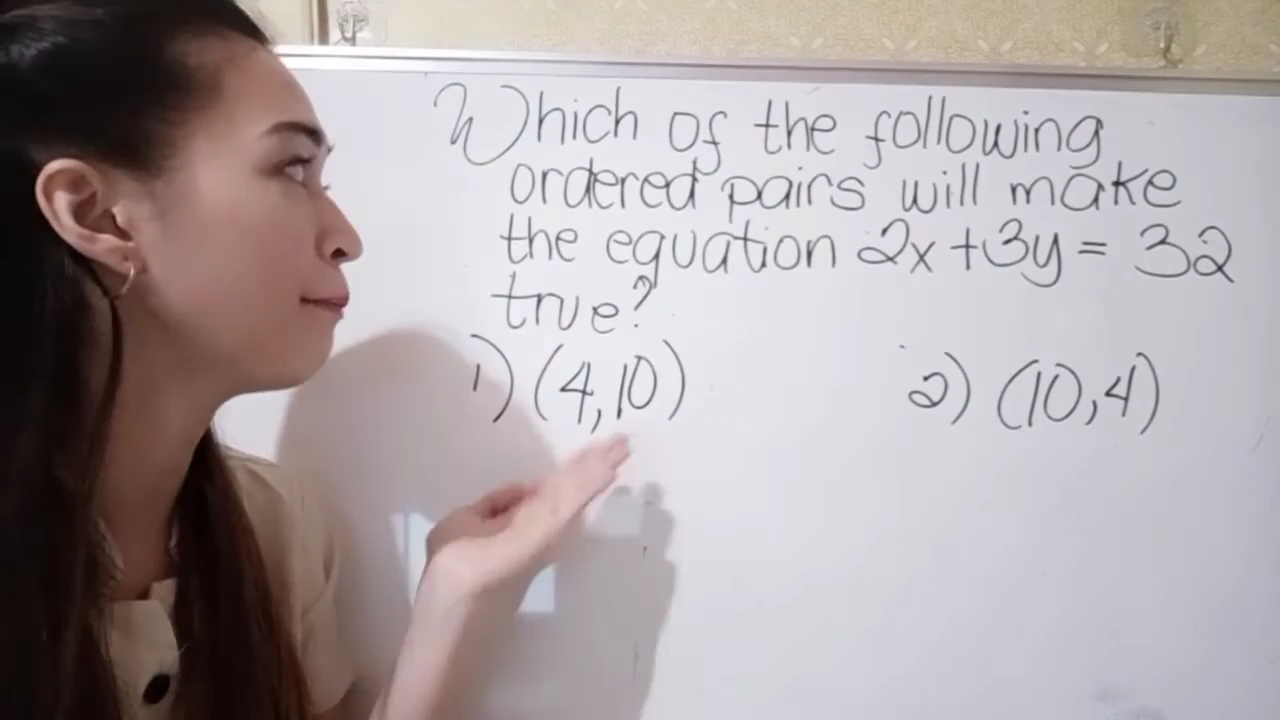 Which of the following
ordered pairs will make
the equation 2x+3y= 32
true?
1) (4,10) 2) (10,4)